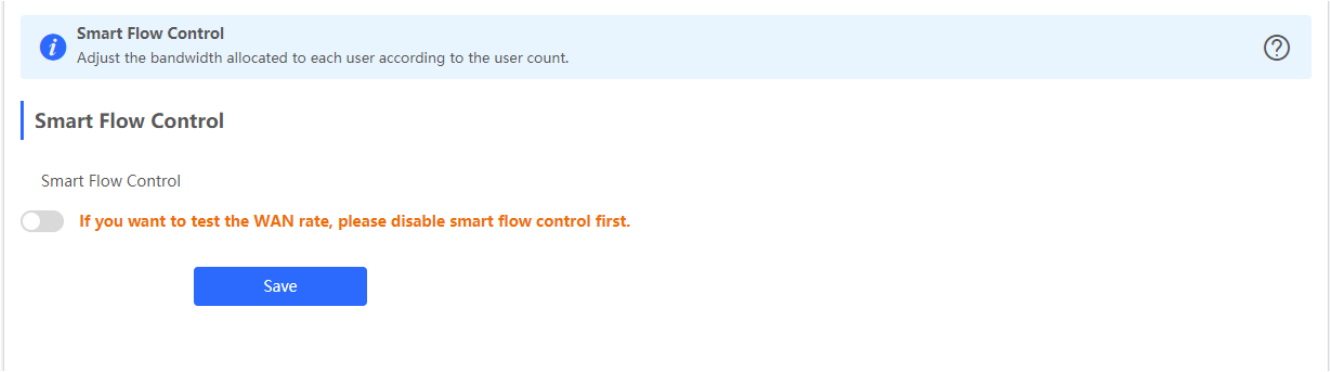 Smart Flow Control
Adjust the bandwidth allocated to each user according to the user count.
Smart Flow Control
Smart Flow Control
If you want to test the WAN rate, please disable smart flow control first.
Save